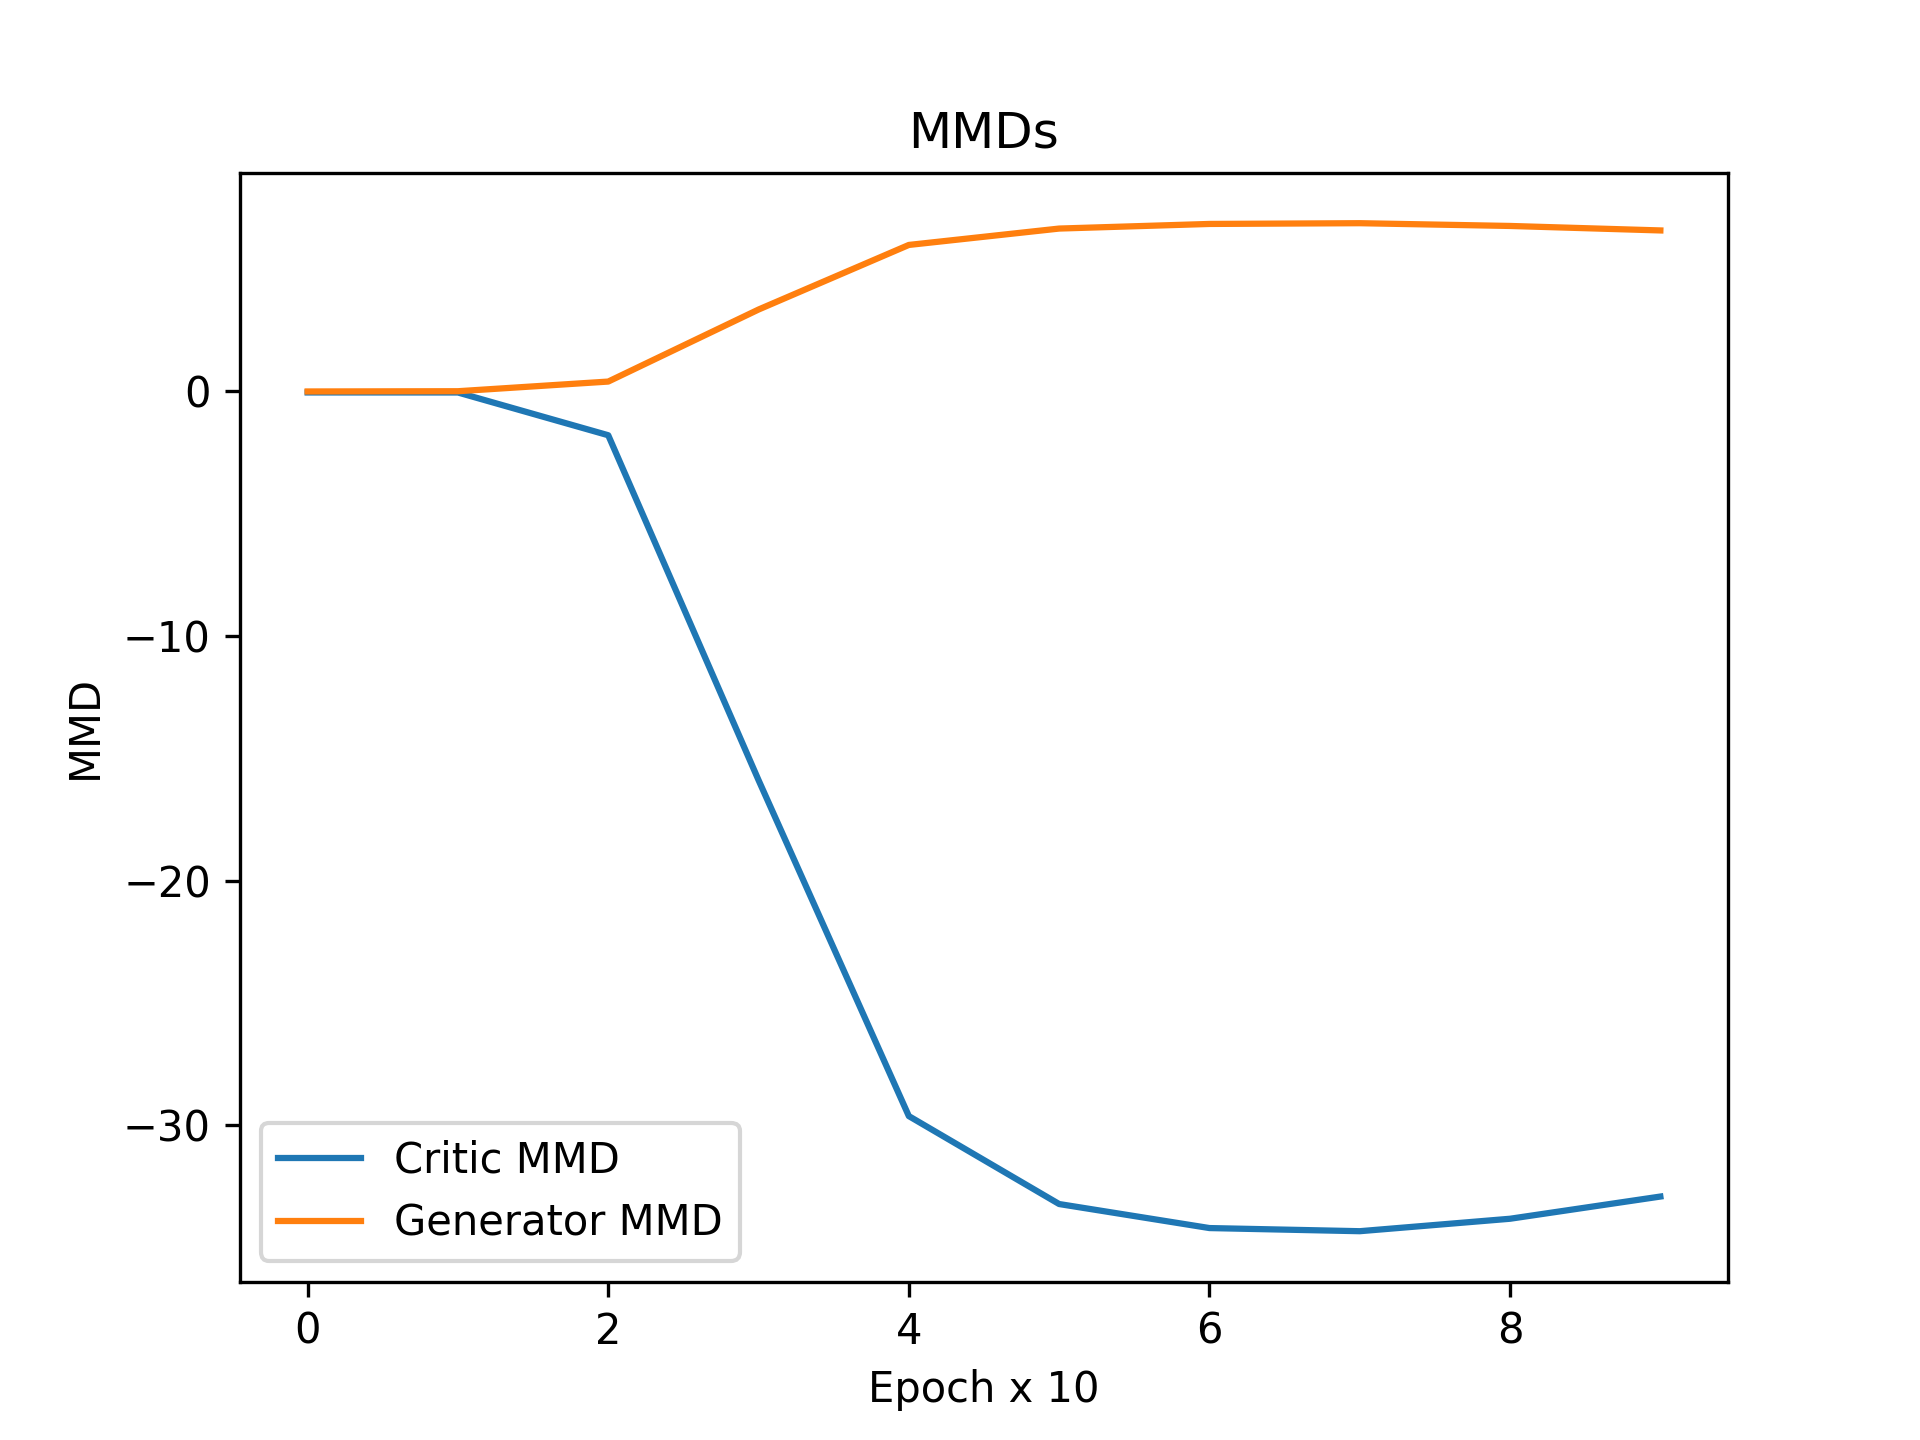 MMDs
MMD
0
−10
−20
−30
Critic MMD
Generator MMD
0 2 4 6 8
Epoch x 10